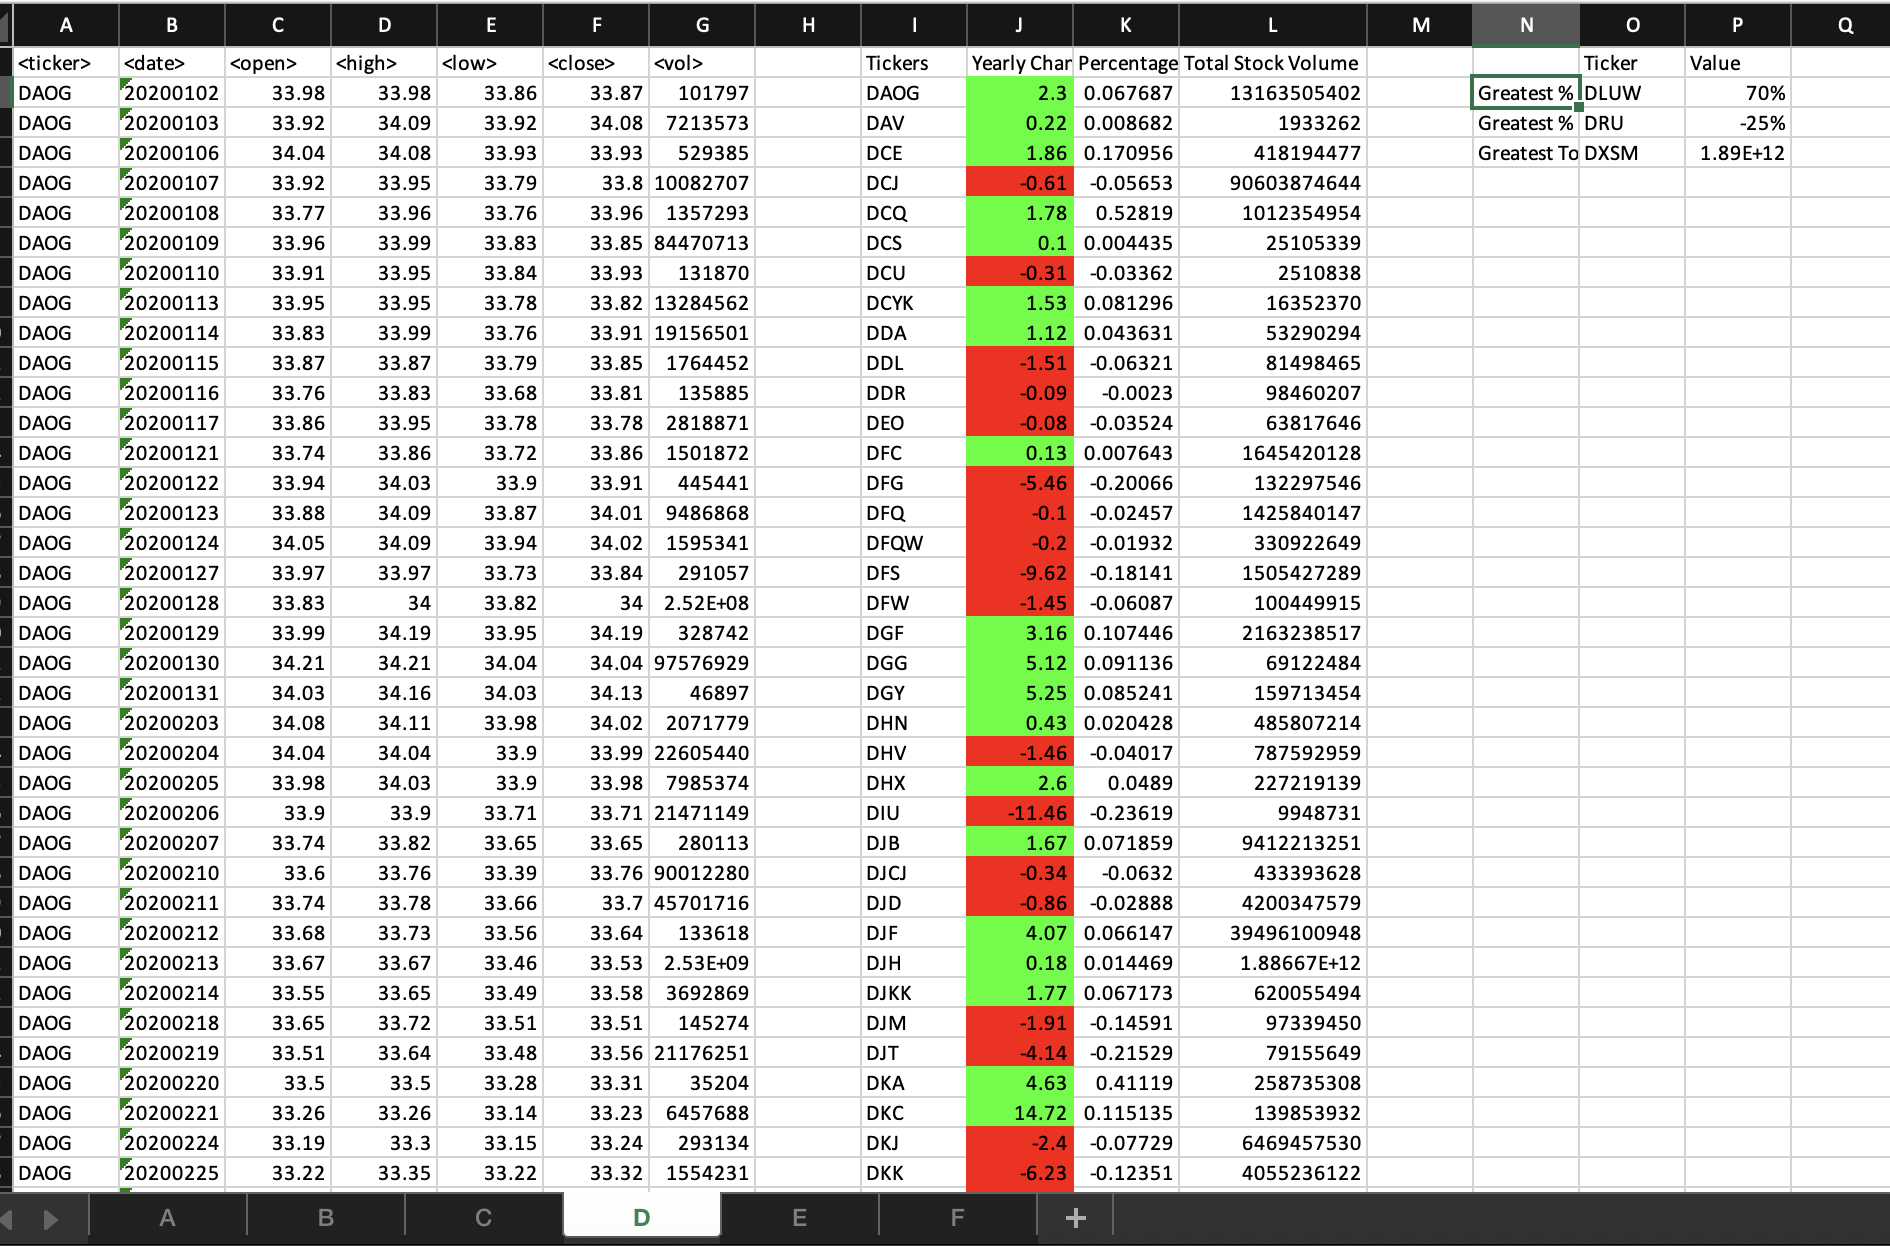 A B C D E F G H I J K L M N O P Q
<ticker> <date> <open> <high> <low> <close> <vol> Tickers Yearly Char Percentage Total Stock Volume Ticker Value
DAOG 20200102 33.98 33.98 33.86 33.87 101797 DAOG 2.3 0.067687 13163505402 Greatest % DLUW 70%
DAOG 20200103 33.92 34.09 33.92 34.08 7213573 DAV 0.22 0.008682 1933262 Greatest % DRU -25%
DAOG 20200106 34.04 34.08 33.93 33.93 529385 DCE 1.86 0.170956 418194477 Greatest To DXSM 1.89E+12
DAOG 20200107 33.92 33.95 33.79 33.8 10082707 DCJ -0.61 -0.05653 90603874644
DAOG 20200108 33.77 33.96 33.76 33.96 1357293 DCQ 1.78 0.52819 1012354954
DAOG 20200109 33.96 33.99 33.83 33.85 84470713 DCS 0.1 0.004435 25105339
DAOG 20200110 33.91 33.95 33.84 33.93 131870 DCU -0.31 -0.03362 2510838
DAOG 20200113 33.95 33.95 33.78 33.82 13284562 DCYK 1.53 0.081296 16352370
DAOG 20200114 33.83 33.99 33.76 33.91 19156501 DDA 1.12 0.043631 53290294
DAOG 20200115 33.87 33.87 33.79 33.85 1764452 DDL -1.51 -0.06321 81498465
DAOG 20200116 33.76 33.83 33.68 33.81 135885 DDR -0.09 -0.0023 98460207
DAOG 20200117 33.86 33.95 33.78 33.78 2818871 DEO -0.08 -0.03524 63817646
DAOG 20200121 33.74 33.86 33.72 33.86 1501872 DFC 0.13 0.007643 1645420128
DAOG 20200122 33.94 34.03 33.9 33.91 445441 DFG -5.46 -0.20066 132297546
DAOG 20200123 33.88 34.09 33.87 34.01 9486868 DFQ -0.1 -0.02457 1425840147
DAOG 20200124 34.05 34.09 33.94 34.02 1595341 DFQW -0.2 -0.01932 330922649
DAOG 20200127 33.97 33.97 33.73 33.84 291057 DFS -9.62 -0.18141 1505427289
DAOG 20200128 33.83 34 33.82 34 2.52E+08 DFW -1.45 -0.06087 100449915
DAOG 20200129 33.99 34.19 33.95 34.19 328742 DGF 3.16 0.107446 2163238517
DAOG 20200130 34.21 34.21 34.04 34.04 97576929 DGG 5.12 0.091136 69122484
DAOG 20200131 34.03 34.16 34.03 34.13 46897 DGY 5.25 0.085241 159713454
DAOG 20200203 34.08 34.11 33.98 34.02 2071779 DHN 0.43 0.020428 485807214
DAOG 20200204 34.04 34.04 33.9 33.99 22605440 DHV -1.46 -0.04017 787592959
DAOG 20200205 33.98 34.03 33.9 33.98 7985374 DHX 2.6 0.0489 227219139
DAOG 20200206 33.9 33.9 33.71 33.71 21471149 DIU -11.46 -0.23619 9948731
DAOG 20200207 33.74 33.82 33.65 33.65 280113 DJB 1.67 0.071859 9412213251
DAOG 20200210 33.6 33.76 33.39 33.76 90012280 DJCJ -0.34 -0.0632 433393628
DAOG 20200211 33.74 33.78 33.66 33.7 45701716 DJD -0.86 -0.02888 4200347579
DAOG 20200212 33.68 33.73 33.56 33.64 133618 DJF 4.07 0.066147 39496100948
DAOG 20200213 33.67 33.67 33.46 33.53 2.53E+09 DJH 0.18 0.014469 1.88667E+12
DAOG 20200214 33.55 33.65 33.49 33.58 3692869 DJKK 1.77 0.067173 620055494
DAOG 20200218 33.65 33.72 33.51 33.51 145274 DJM -1.91 -0.14591 97339450
DAOG 20200219 33.51 33.64 33.48 33.56 21176251 DJT -4.14 -0.21529 79155649
DAOG 20200220 33.5 33.5 33.28 33.31 35204 DKA 4.63 0.41119 258735308
DAOG 20200221 33.26 33.26 33.14 33.23 6457688 DKC 14.72 0.115135 139853932
DAOG 20200224 33.19 33.3 33.15 33.24 293134 DKJ -2.4 -0.07729 6469457530
DAOG 20200225 33.22 33.35 33.22 33.32 1554231 DKK -6.23 -0.12351 4055236122
A B C D E F +